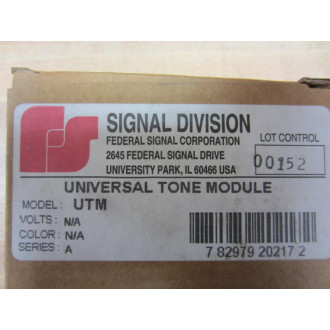 SIGNAL DIVISION
FEDERAL SIGNAL CORPORATION
2645 FEDERAL SIGNAL DRIVE
UNIVERSITY PARK, IL 60466 USA
LOT CONTROL
00152
UNIVERSAL TONE MODULE
MODEL: UTM
VOLTS: N/A
COLOR: N/A
SERIES: A
7 82979 20217 2